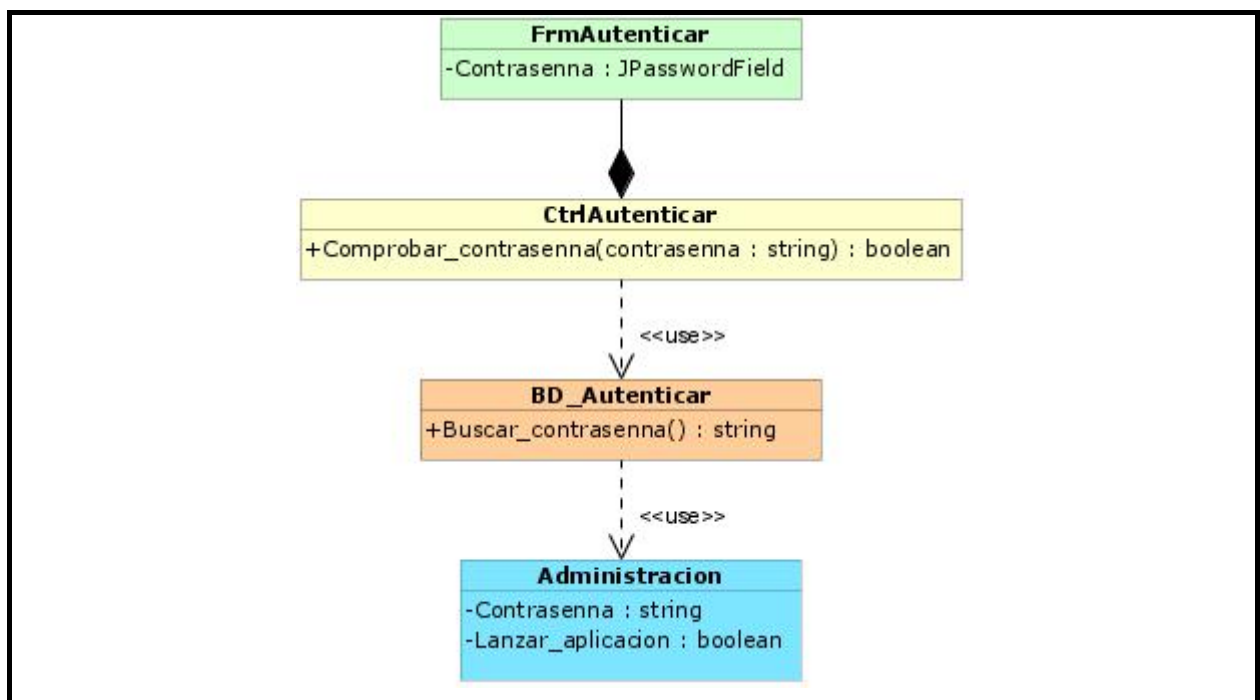 FrmAutenticar
-Contrasenna : JPasswordField
CtrlAutenticar
+Comprobar_contrasenna(contrasenna : string) : boolean
<<use>>
BD_Autenticar
+Buscar_contrasenna() : string
<<use>>
Administracion
-Contrasenna : string
-Lanzar_aplicacion : boolean